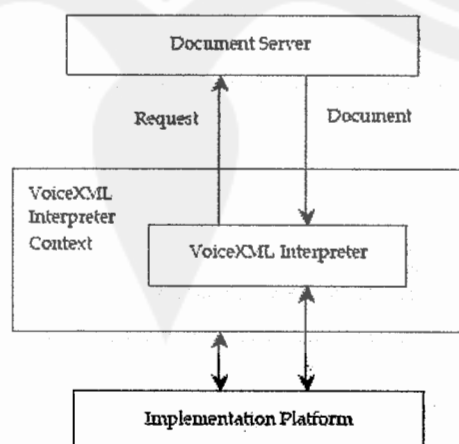 Document Server
Request
Document
VoiceXML
Interpreter
Context
VoiceXML Interpreter
Implementation Platform